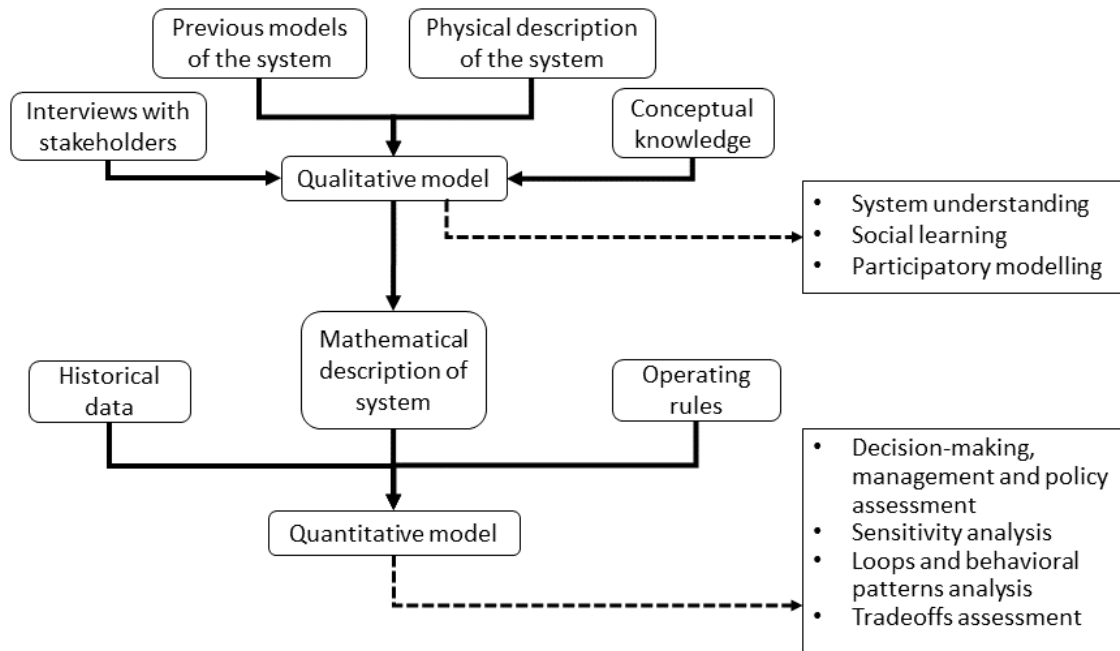 Previous models
of the system
Physical description
of the system
Interviews with
stakeholders
Conceptual
knowledge
Qualitative model
• System understanding
• Social learning
• Participatory modelling
Mathematical
description of
system
Historical
data
Operating
rules
• Decision-making,
management and policy
assessment
• Sensitivity analysis
• Loops and behavioral
patterns analysis
• Tradeoffs assessment
Quantitative model